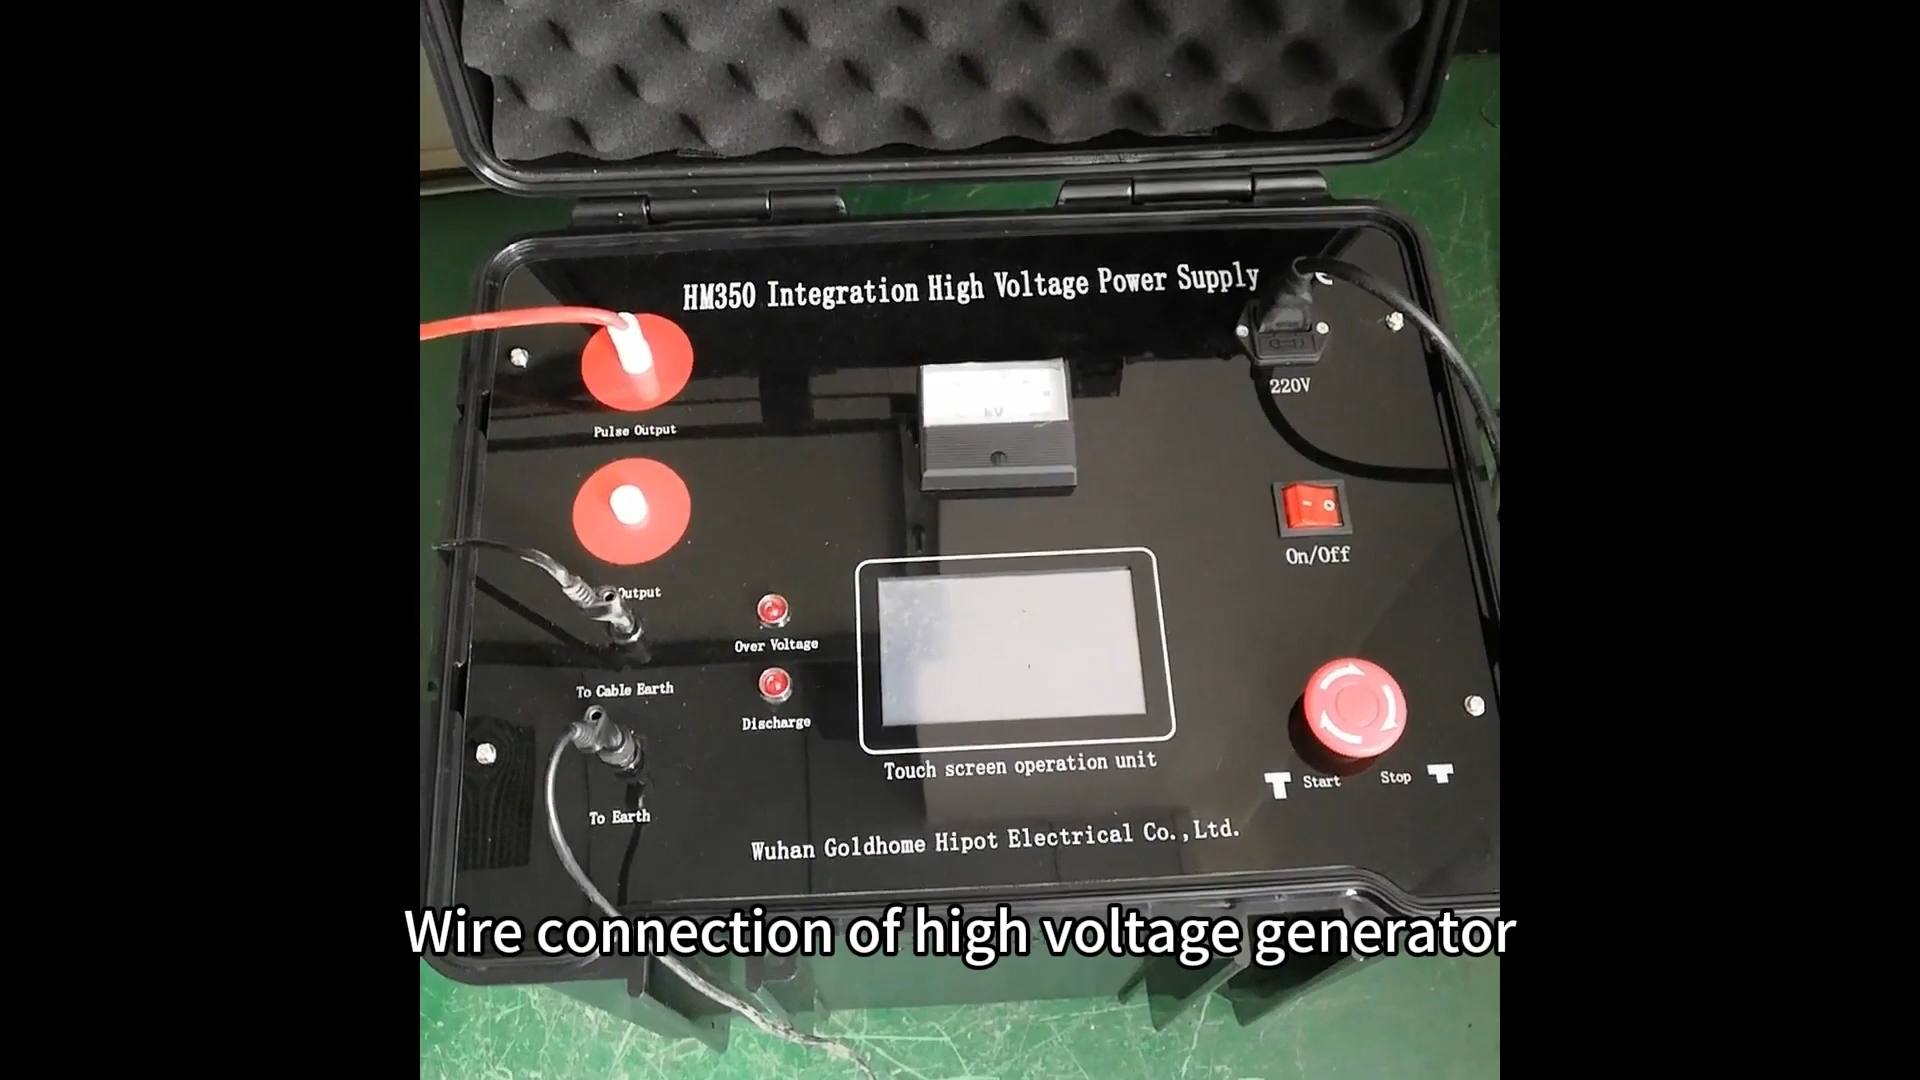 HM350 Integration High Voltage Power Supply
220V
kV
Pulse Output
On/Off
Output
Over Voltage
To Cable Earth
Discharge
Touch screen operation unit
Start
Stop
To Earth
Wuhan Goldhome Hipot Electrical Co.,Ltd.
Wire connection of high voltage generator